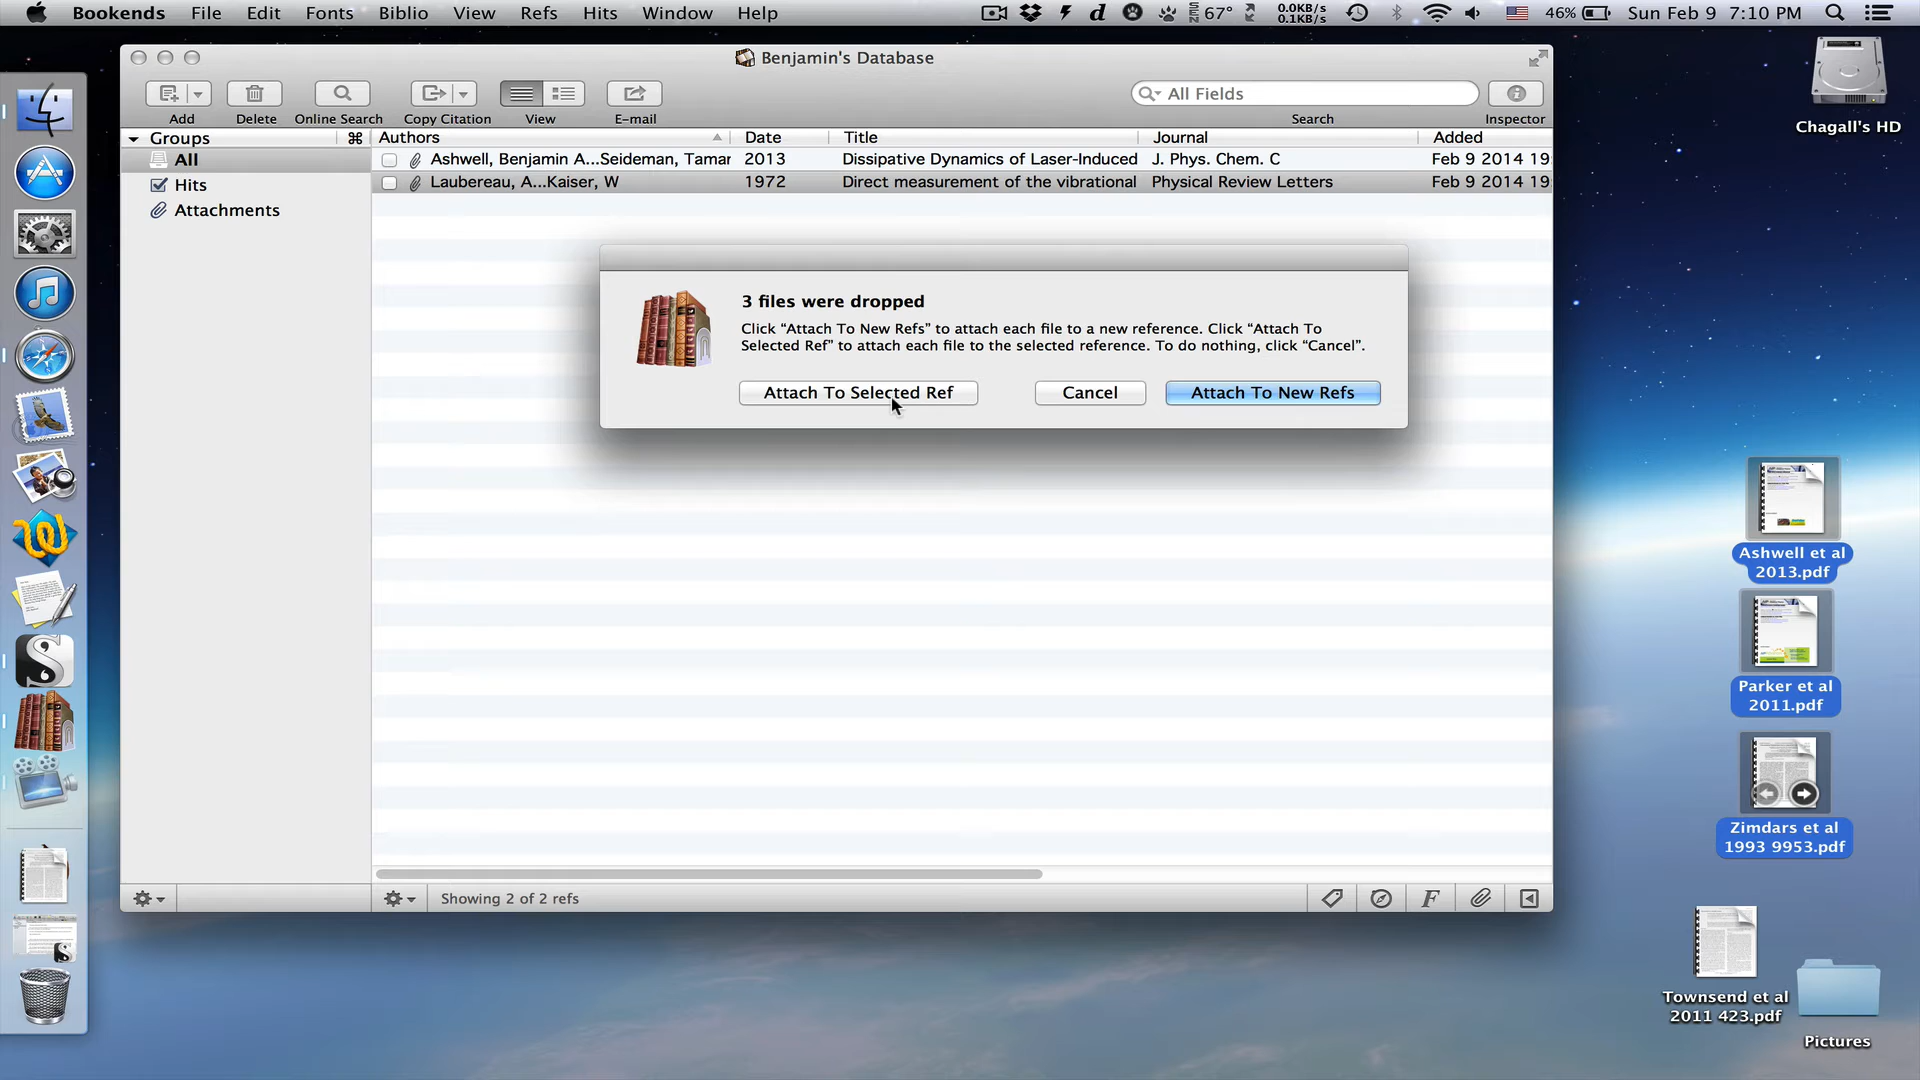 Bookends File Edit Fonts Biblio View Refs Hits Window Help
67° 0.0KB/s 0.1KB/s 46% Sun Feb 9 7:10 PM
Benjamin's Database
All Fields
Add Delete Online Search Copy Citation View E-mail Search Inspector
Groups ⌘ Authors Date Title Journal Added
All
Ashwell, Benjamin A...Seideman, Tamar 2013 Dissipative Dynamics of Laser-Induced J. Phys. Chem. C Feb 9 2014 19:
Hits
Laubereau, A...Kaiser, W 1972 Direct measurement of the vibrational Physical Review Letters Feb 9 2014 19:
Attachments
3 files were dropped
Click “Attach To New Refs” to attach each file to a new reference. Click “Attach To
Selected Ref” to attach each file to the selected reference. To do nothing, click “Cancel”.
Attach To Selected Ref Cancel Attach To New Refs
Showing 2 of 2 refs
Chagall's HD
Ashwell et al
2013.pdf
Parker et al
2011.pdf
Zimdars et al
1993 9953.pdf
Townsend et al
2011 423.pdf
Pictures